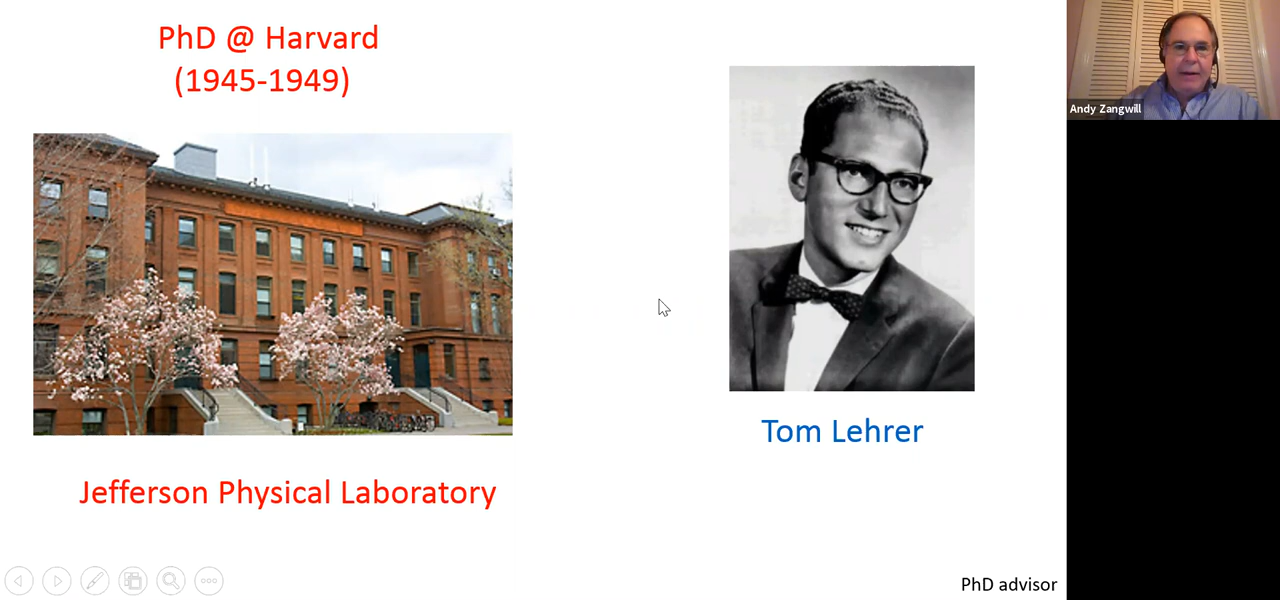 PhD @ Harvard
(1945-1949)
Jefferson Physical Laboratory
Tom Lehrer
PhD advisor
Andy Zangwill